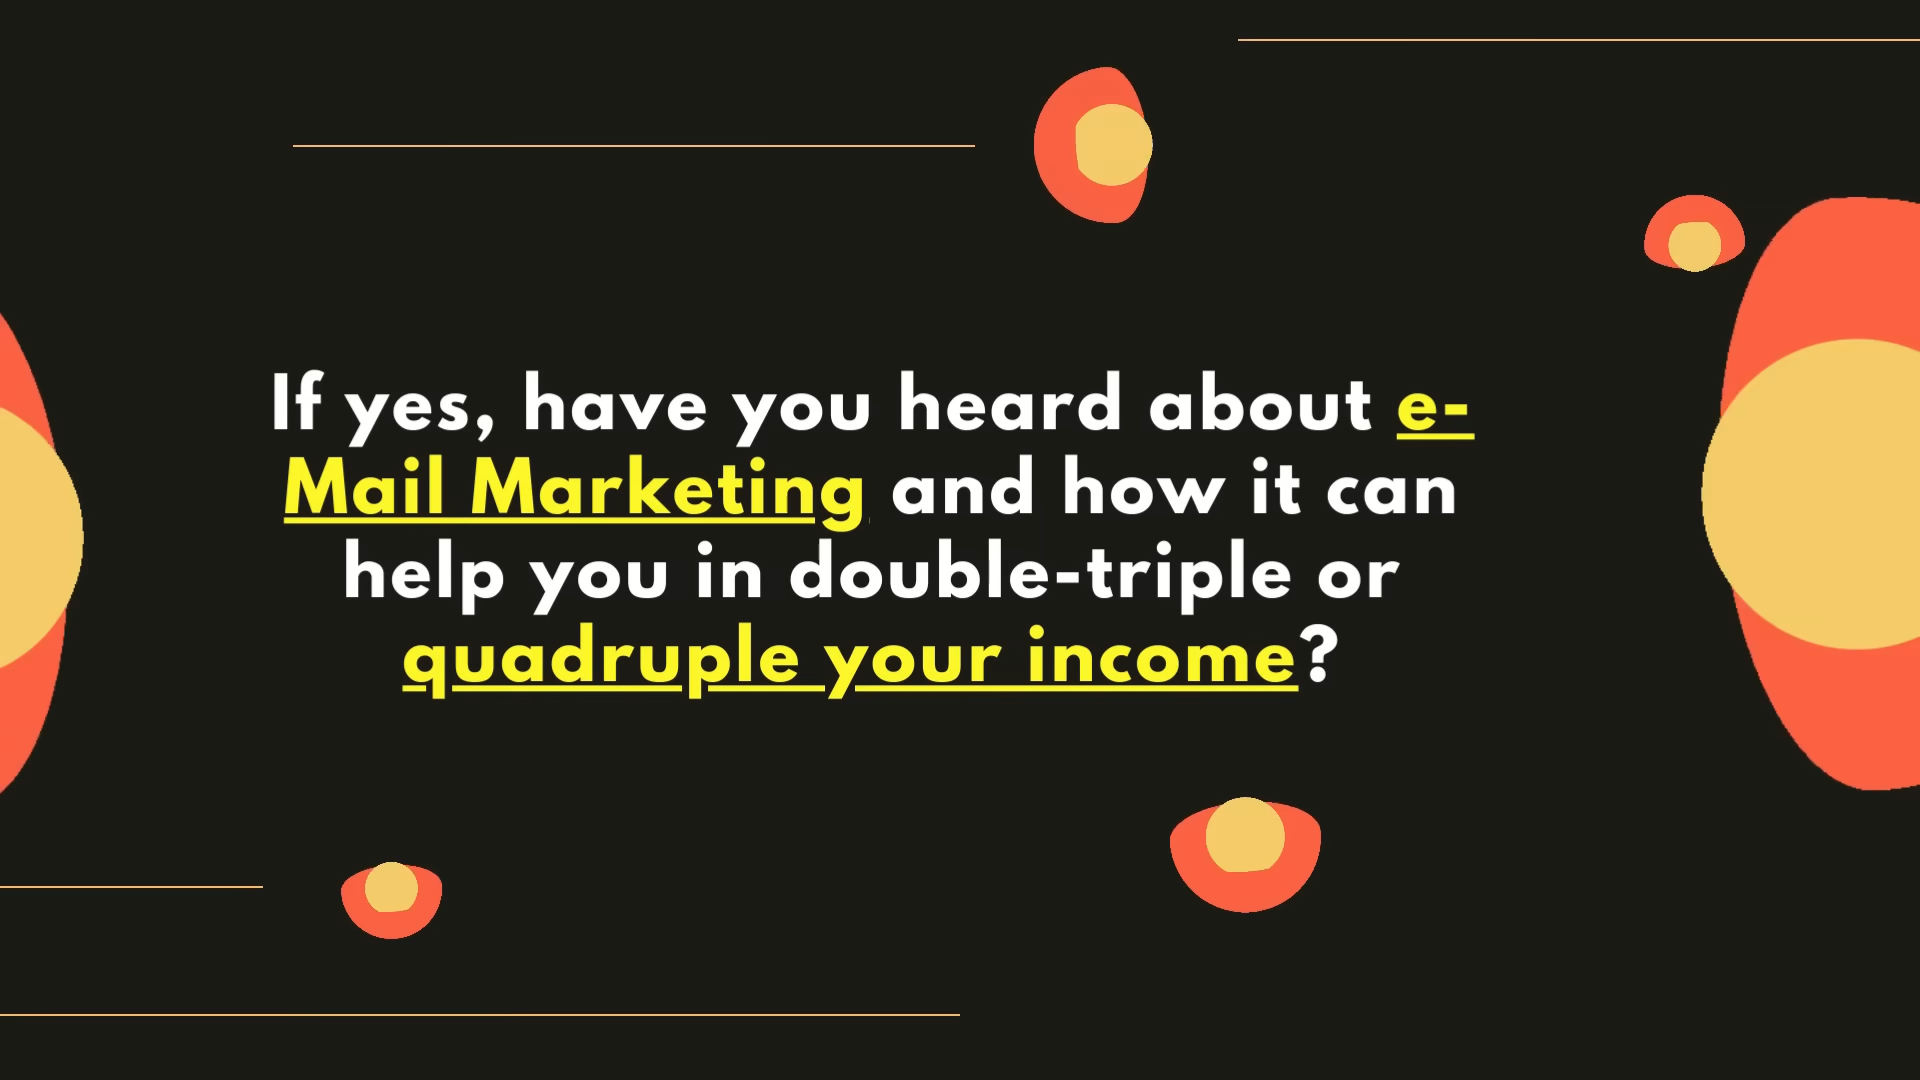 If yes, have you heard about e-
Mail Marketing and how it can
help you in double-triple or
quadruple your income?